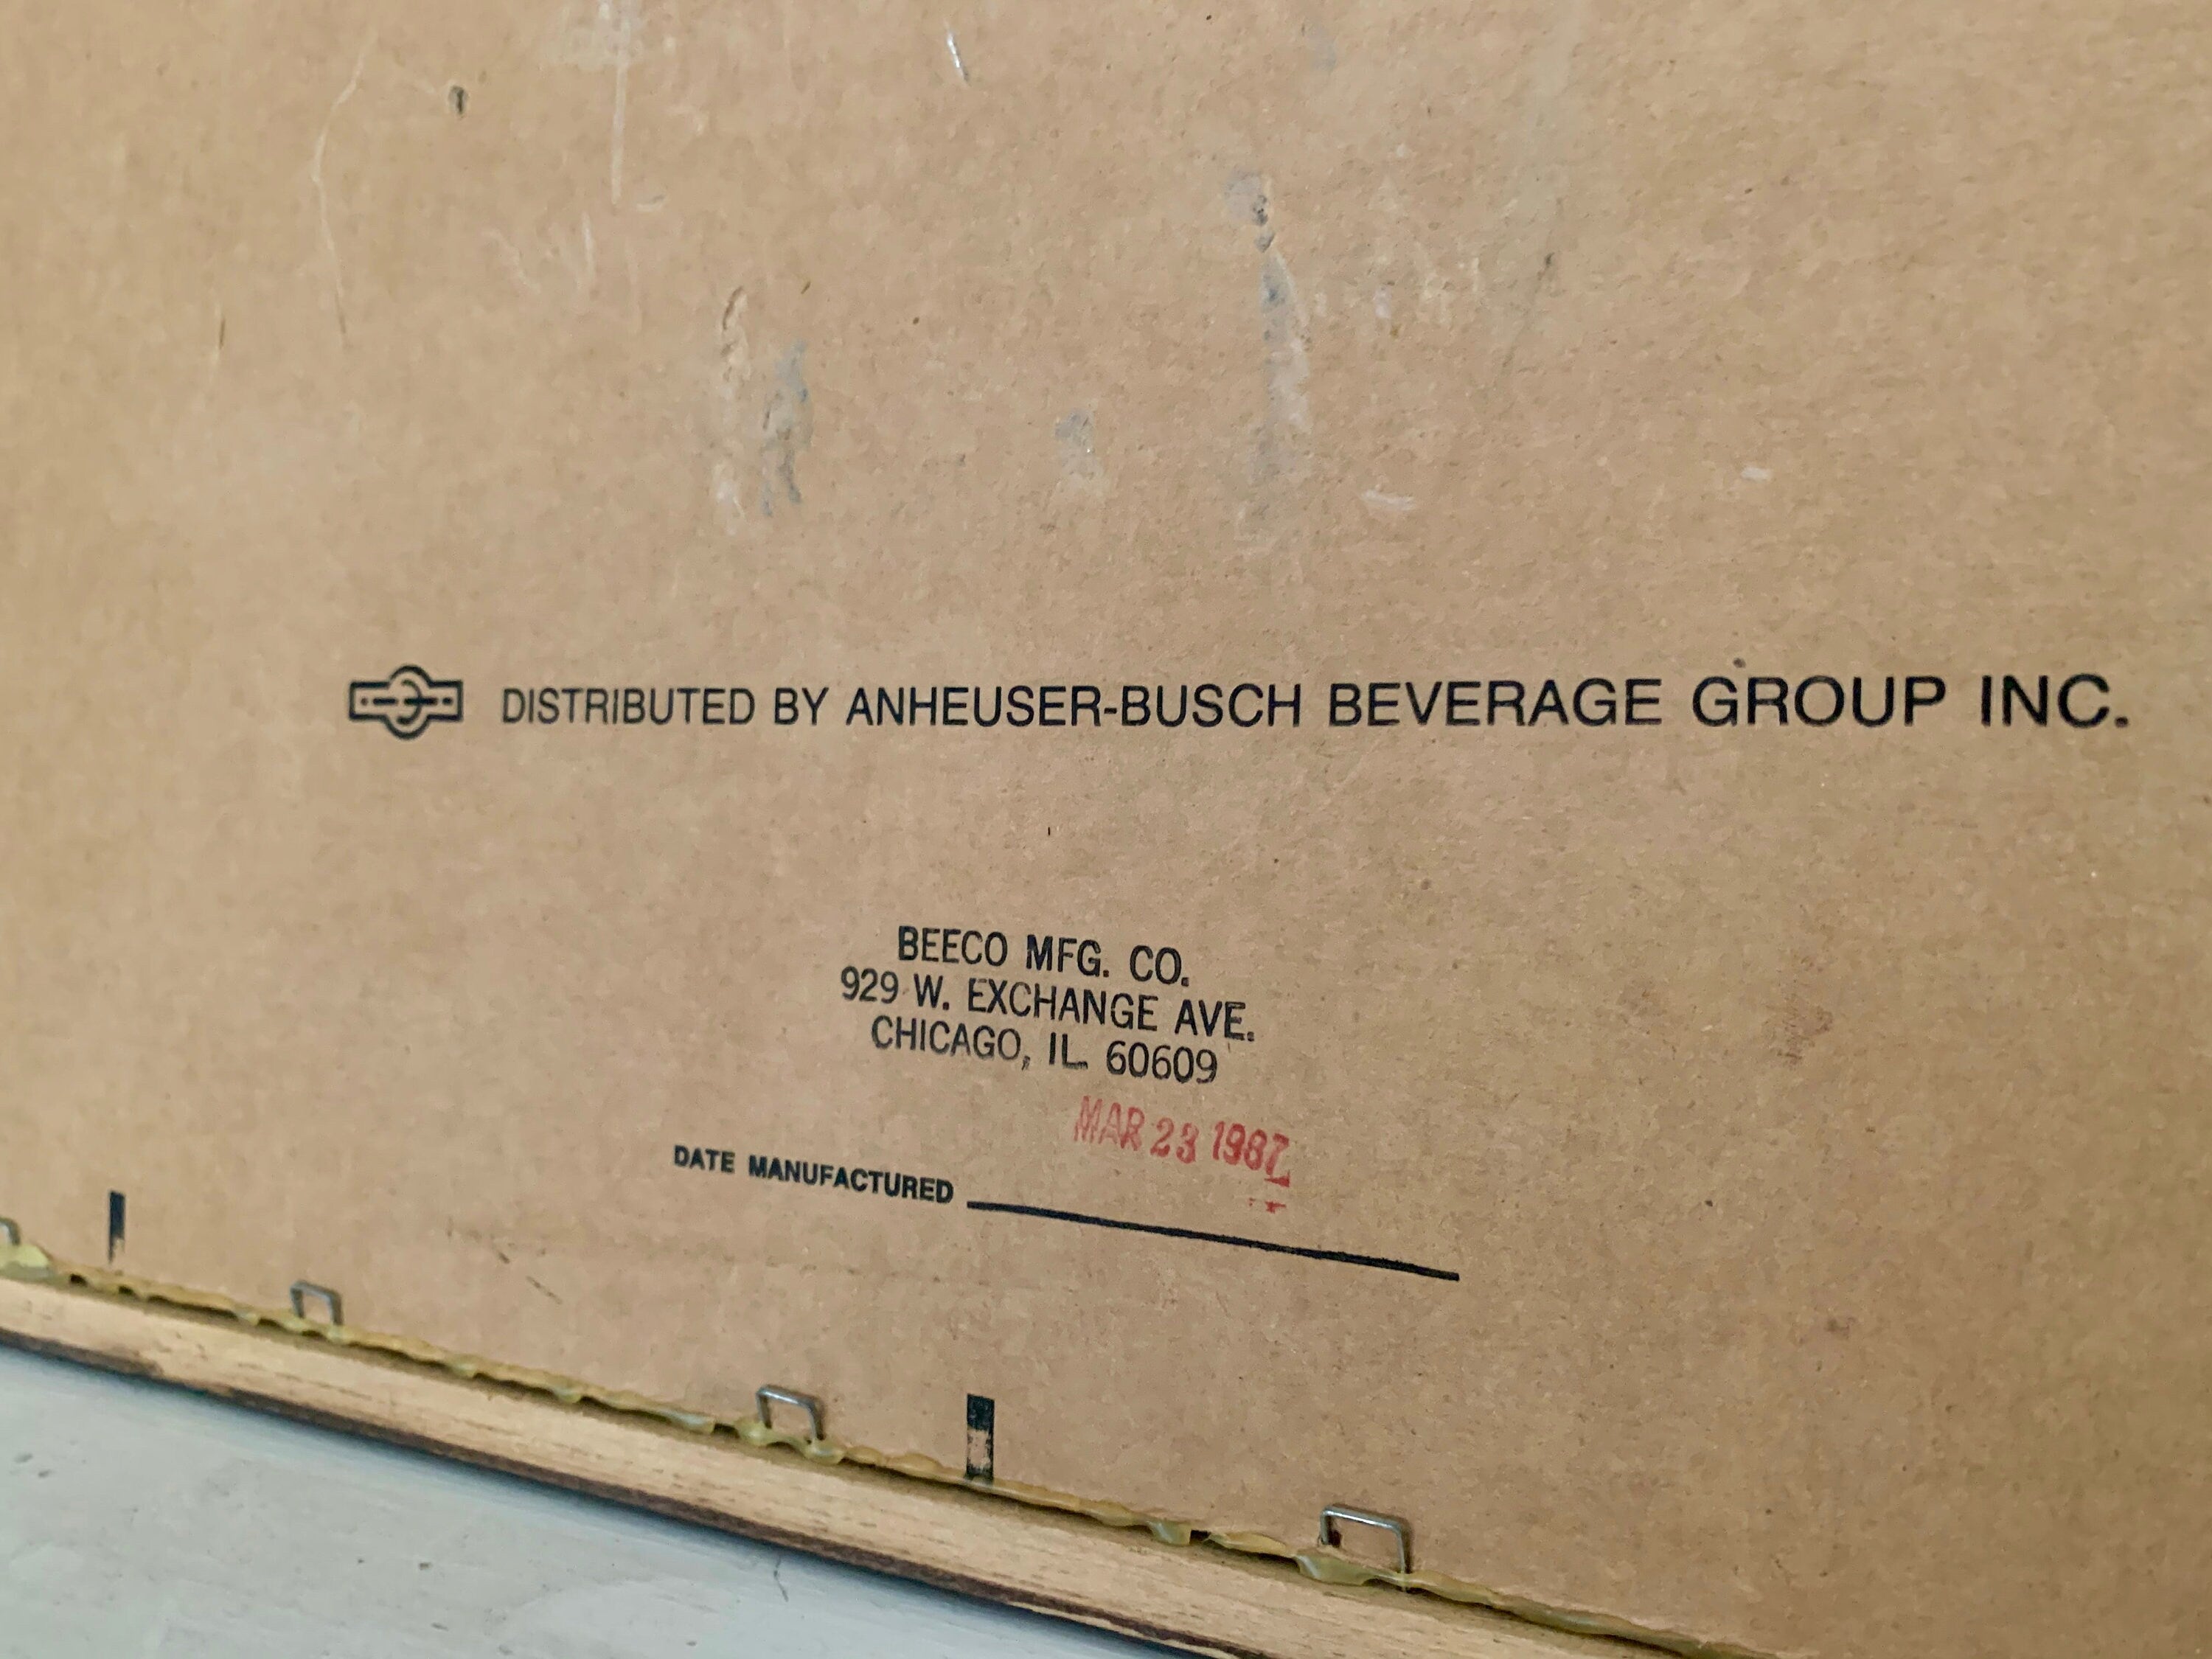 DISTRIBUTED BY ANHEUSER-BUSCH BEVERAGE GROUP INC.
BEECO MFG. CO.
929 W. EXCHANGE AVE.
CHICAGO, IL 60609
MAR 23 1987
DATE MANUFACTURED